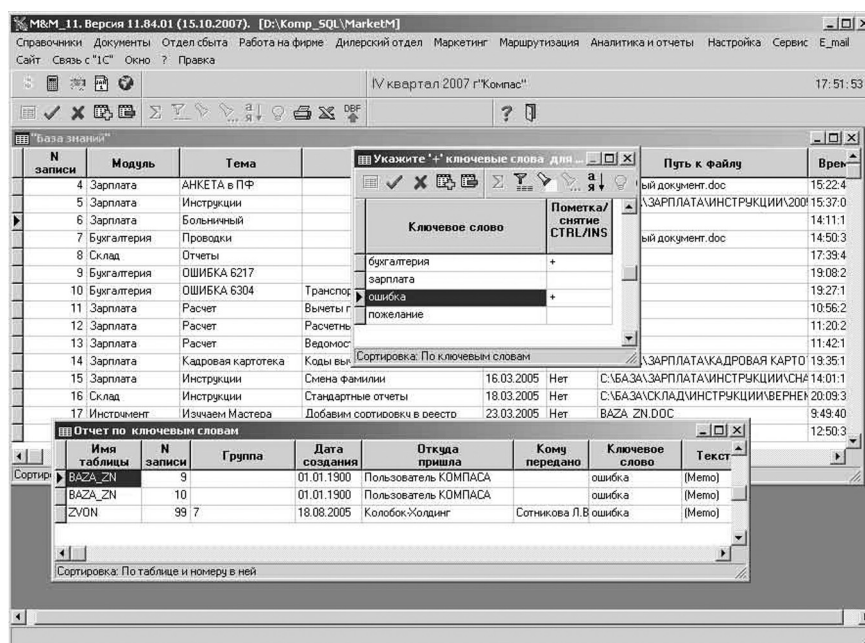 M&M_11. Версия 11.84.01 (15.10.2007). [D:\Komp_SQL\MarketM]
Справочники Документы Отдел сбыта Работа на фирме Дилерский отдел Маркетинг Маршрутизация Аналитика и отчеты Настройка Сервис E_mail
Сайт Связь с "1С" Окно ? Правка
IV квартал 2007 г "Компас" 17:51:53
DBF
"База знаний"
N записи Модуль Тема Путь к файлу Врем
4 Зарплата АНКЕТА в ПФ ый документ.doc 15:22:4
5 Зарплата Инструкции \ЗАРПЛАТА\ИНСТРУКЦИИ\200 15:37:0
6 Зарплата Больничный 14:11:1
7 Бухгалтерия Проводки ый документ.doc 14:50:3
8 Склад Отчеты 17:39:4
9 Бухгалтерия ОШИБКА 6217 19:08:2
10 Бухгалтерия ОШИБКА 6304 Транспор 19:27:1
11 Зарплата Расчет Вычеты г 10:56:2
12 Зарплата Расчет Расчетны 11:20:2
13 Зарплата Расчет Ведомос 11:42:1
14 Зарплата Кадровая картотека Коды вы \ЗАРПЛАТА\КАДРОВАЯ КАРТО 19:35:1
15 Зарплата Инструкции Смена фамилии 16.03.2005 Нет C:\БАЗА\ЗАРПЛАТА\ИНСТРУКЦИИ\СНА 14:01:1
16 Склад Инструкции Стандартные отчеты 18.03.2005 Нет C:\БАЗА\СКЛАД\ИНСТРУКЦИИ\ВЕРНЕН 20:09:3
17 Инструмент Изучаем Мастера Добавим сортировку в реестр 23.03.2005 Нет BAZA_ZN.DOC 9:49:40
12:50:3
Сортир
Укажите '+' ключевые слова для ...
Ключевое слово Пометка/ снятие CTRL/INS
бухгалтерия +
зарплата
ошибка +
пожелание
Сортировка: По ключевым словам
Отчет по ключевым словам
Имя таблицы N записи Группа Дата создания Откуда пришла Кому передано Ключевое слово Текст
BAZA_ZN 9 01.01.1900 Пользователь КОМПАСА ошибка (Memo)
BAZA_ZN 10 01.01.1900 Пользователь КОМПАСА ошибка (Memo)
ZVON 99 7 18.08.2005 Колобок-Холдинг Сотникова Л.В ошибка (Memo)
Сортировка: По таблице и номеру в ней